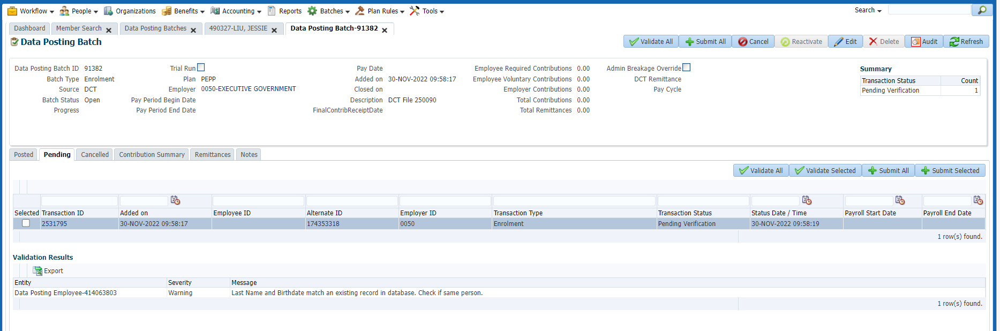 Workflow People Organizations Benefits Accounting Reports Batches Plan Rules Tools Search
Dashboard Member Search Data Posting Batches 490327-LIU, JESSIE Data Posting Batch-91382
Data Posting Batch Validate All Submit All Cancel Reactivate Edit Delete Audit Refresh
Data Posting Batch ID 91382 Trial Run Pay Date Employee Required Contributions 0.00 Admin Breakage Override Summary
Batch Type Enrolment Plan PEPP Added on 30-NOV-2022 09:58:17 Employee Voluntary Contributions 0.00 DCT Remittance Transaction Status Count
Source DCT Employer 0050-EXECUTIVE GOVERNMENT Closed on Employer Contributions 0.00 Pay Cycle Pending Verification 1
Batch Status Open Pay Period Begin Date Description DCT File 250090 Total Contributions 0.00
Progress Pay Period End Date FinalContribReceiptDate Total Remittances 0.00
Posted Pending Cancelled Contribution Summary Remittances Notes
Validate All Validate Selected Submit All Submit Selected
Selected Transaction ID Added on Employee ID Alternate ID Employer ID Transaction Type Transaction Status Status Date / Time Payroll Start Date Payroll End Date
2531795 30-NOV-2022 09:58:17 174353318 0050 Enrolment Pending Verification 30-NOV-2022 09:58:19
1 row(s) found.
Validation Results
Export
Entity Severity Message
Data Posting Employee-414063803 Warning Last Name and Birthdate match an existing record in database. Check if same person.
1 row(s) found.